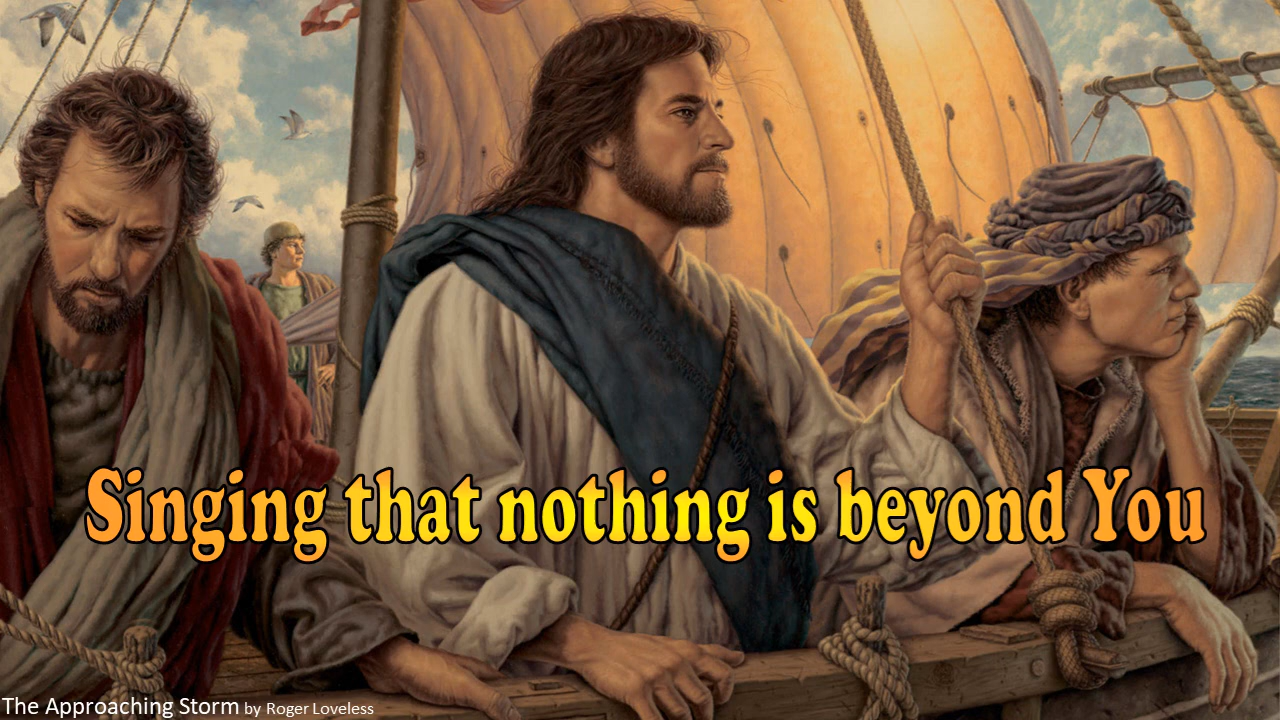 Singing that nothing is beyond You
The Approaching Storm by Roger Loveless